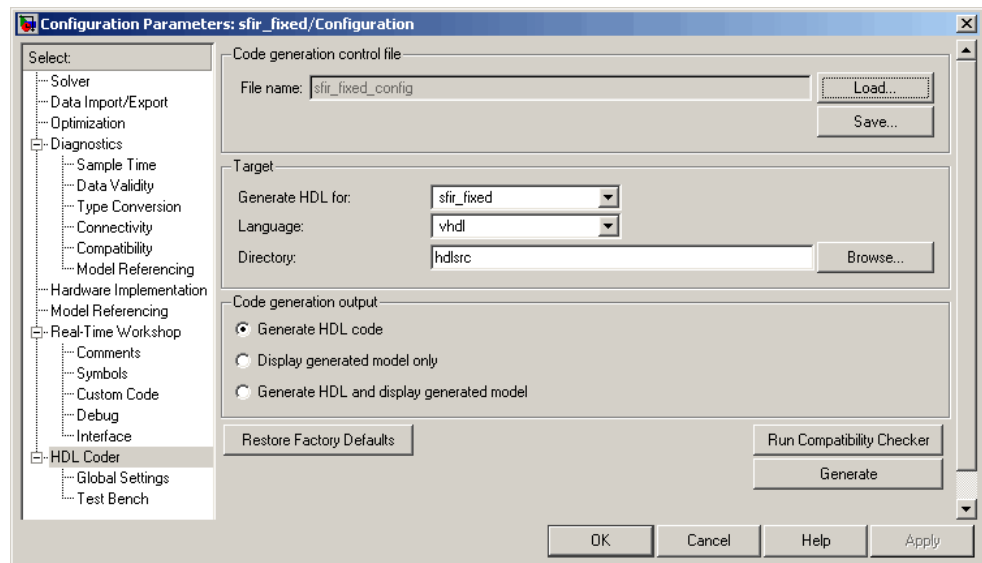 Configuration Parameters: sfir_fixed/Configuration
Select:
Solver
Data Import/Export
Optimization
Diagnostics
Sample Time
Data Validity
Type Conversion
Connectivity
Compatibility
Model Referencing
Hardware Implementation
Model Referencing
Real-Time Workshop
Comments
Symbols
Custom Code
Debug
Interface
HDL Coder
Global Settings
Test Bench
Code generation control file
File name: sfir_fixed_config
Load...
Save...
Target
Generate HDL for: sfir_fixed
Language: vhdl
Directory: hdlsrc
Browse...
Code generation output
Generate HDL code
Display generated model only
Generate HDL and display generated model
Restore Factory Defaults
Run Compatibility Checker
Generate
OK Cancel Help Apply